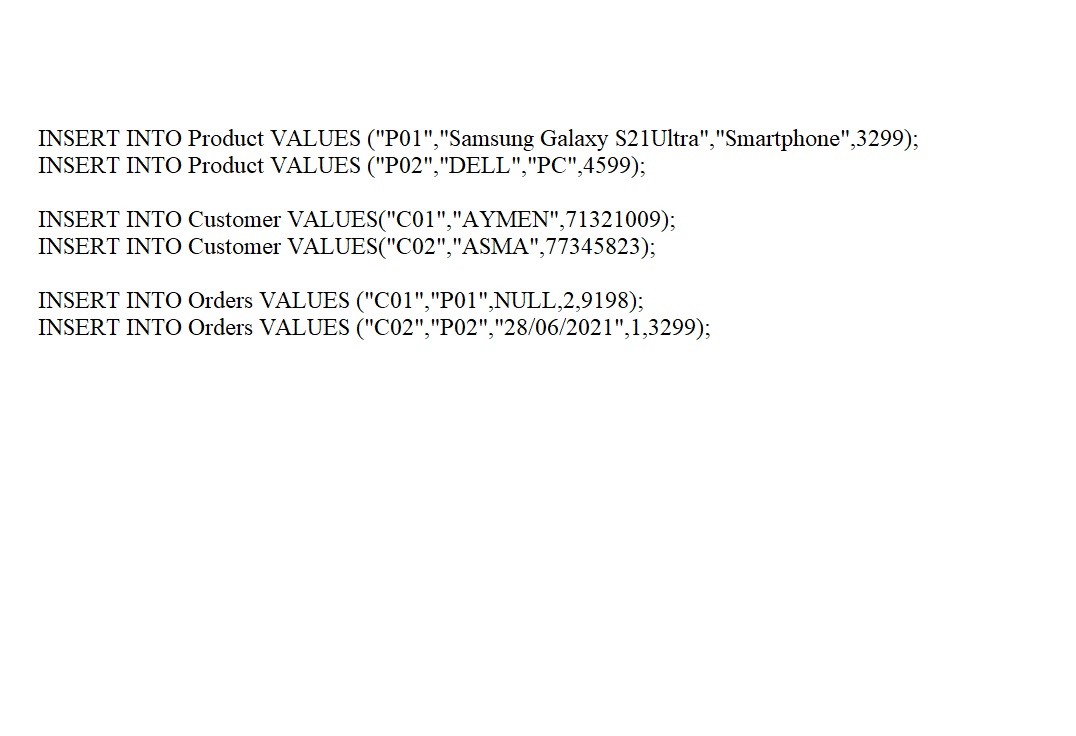 INSERT INTO Product VALUES ("P01","Samsung Galaxy S21Ultra","Smartphone",3299);
INSERT INTO Product VALUES ("P02","DELL","PC",4599);
INSERT INTO Customer VALUES("C01","AYMEN",71321009);
INSERT INTO Customer VALUES("C02","ASMA",77345823);
INSERT INTO Orders VALUES ("C01","P01",NULL,2,9198);
INSERT INTO Orders VALUES ("C02","P02","28/06/2021",1,3299);